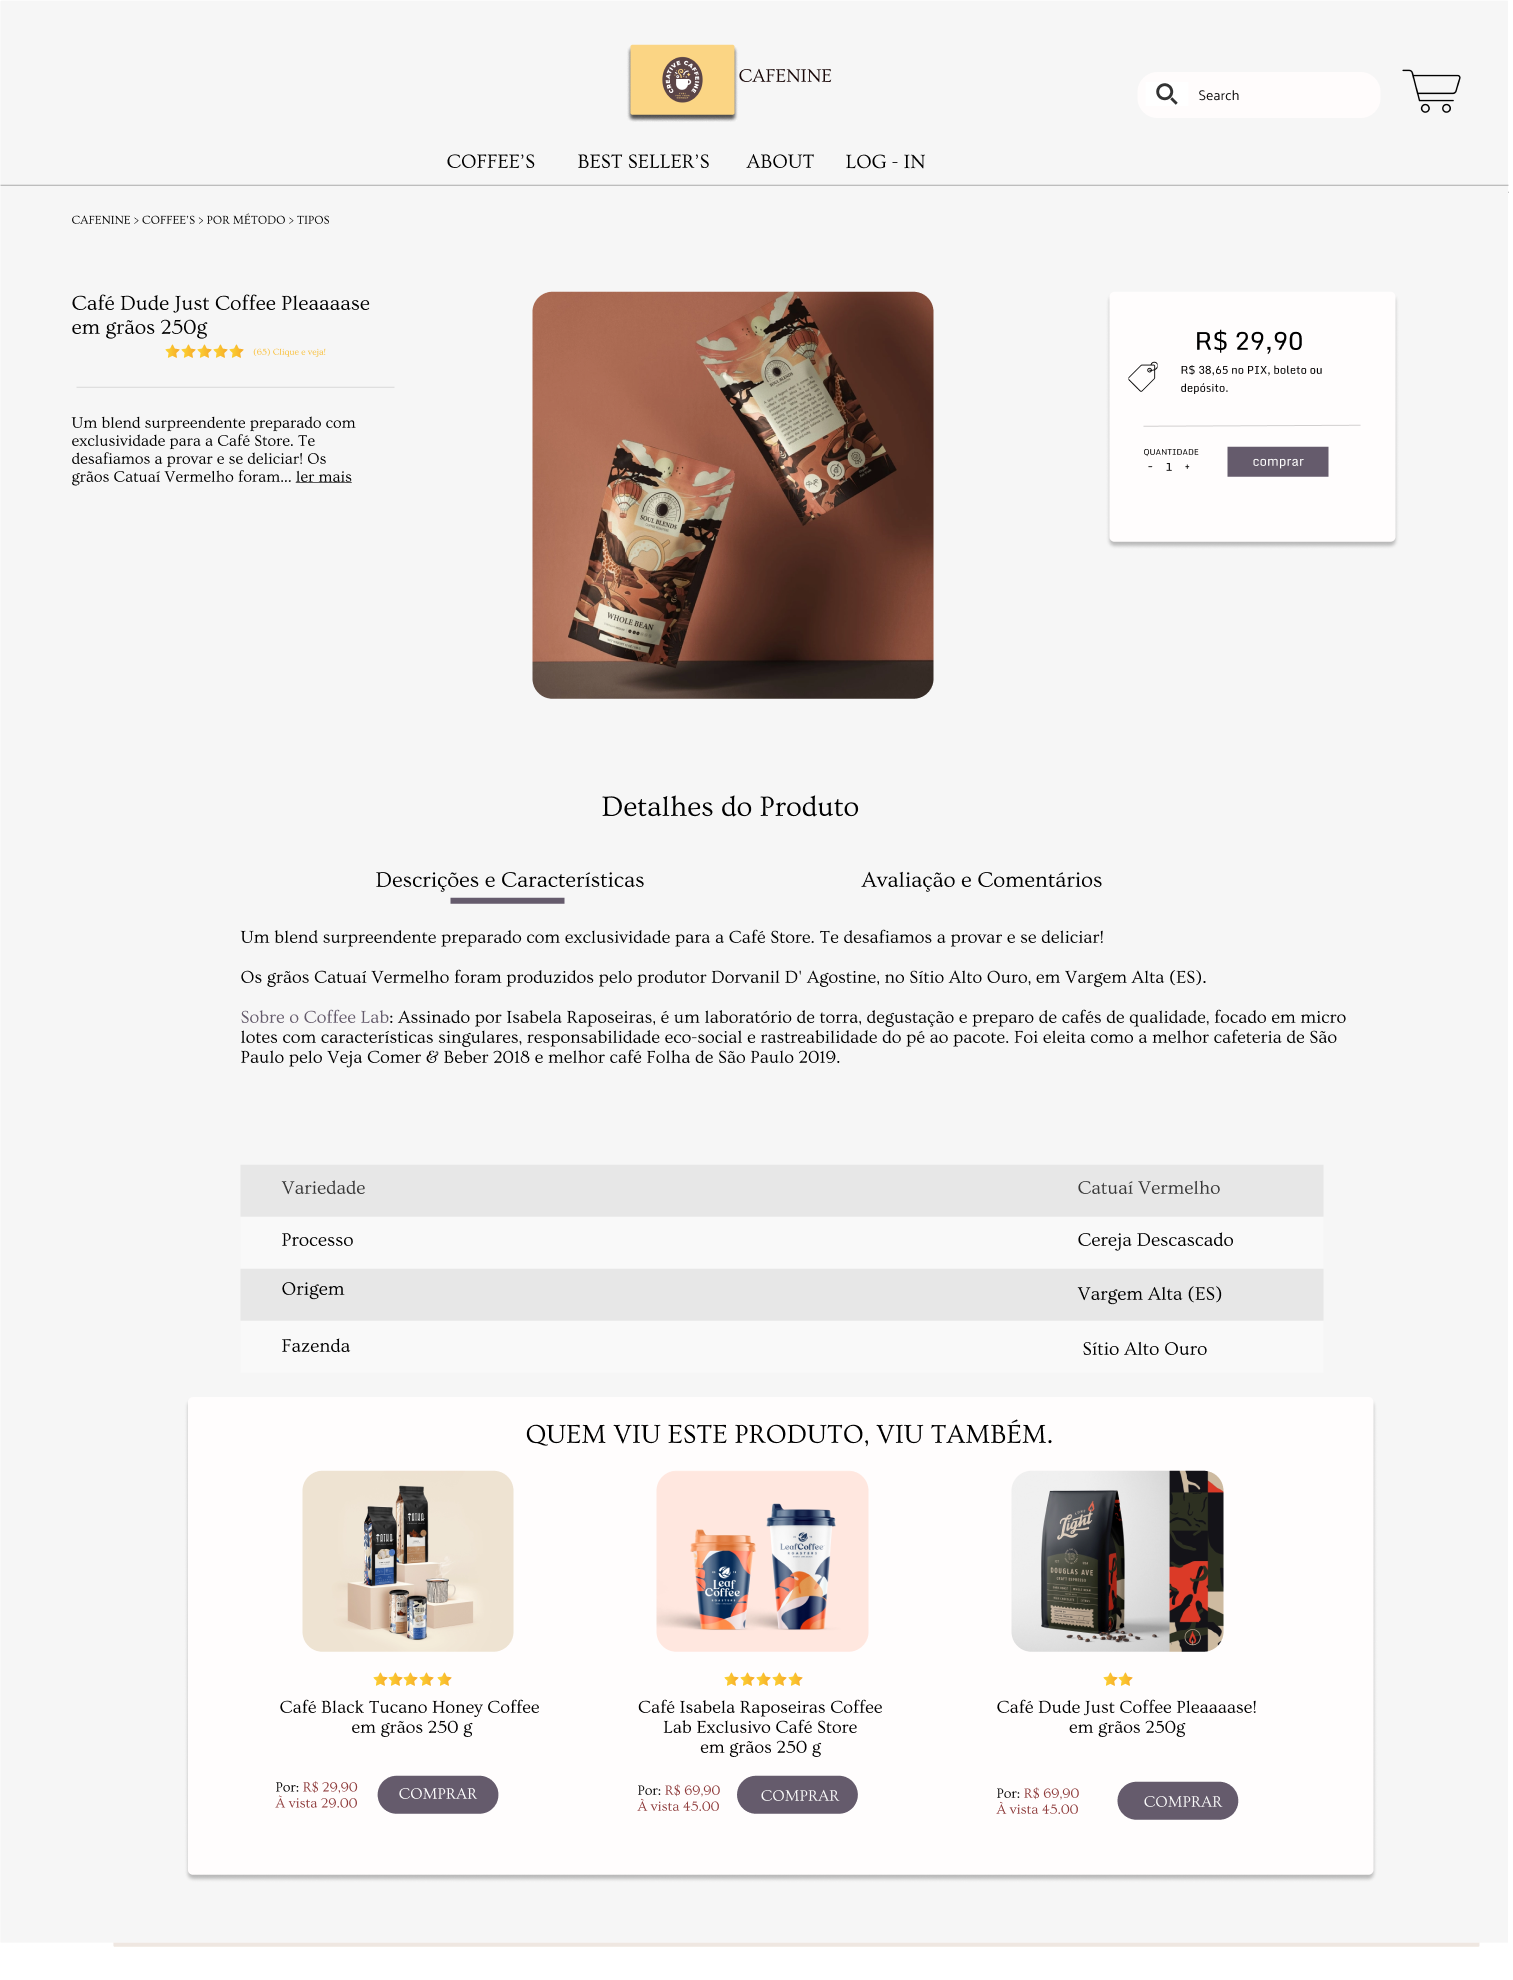 CREATIVE CAFFEINE
CAFENINE
Search
COFFEE'S BEST SELLER'S ABOUT LOG - IN
CAFENINE > COFFEE'S > POR MÉTODO > TIPOS
Café Dude Just Coffee Pleaaaase
em grãos 250g
(65) Clique e veja!
Um blend surpreendente preparado com
exclusividade para a Café Store. Te
desafiamos a provar e se deliciar! Os
grãos Catuaí Vermelho foram... ler mais
SOUL BLENDS
SOUL BLENDS
WHOLE BEAN
R$ 29,90
R$ 38,65 no PIX, boleto ou
depósito.
QUANTIDADE
- 1 +
comprar
Detalhes do Produto
Descrições e Características
Avaliação e Comentários
Um blend surpreendente preparado com exclusividade para a Café Store. Te desafiamos a provar e se deliciar!
Os grãos Catuaí Vermelho foram produzidos pelo produtor Dorvanil D' Agostine, no Sítio Alto Ouro, em Vargem Alta (ES).
Sobre o Coffee Lab: Assinado por Isabela Raposeiras, é um laboratório de torra, degustação e preparo de cafés de qualidade, focado em micro
lotes com características singulares, responsabilidade eco-social e rastreabilidade do pé ao pacote. Foi eleita como a melhor cafeteria de São
Paulo pelo Veja Comer & Beber 2018 e melhor café Folha de São Paulo 2019.
Variedade Catuaí Vermelho
Processo Cereja Descascado
Origem Vargem Alta (ES)
Fazenda Sítio Alto Ouro
QUEM VIU ESTE PRODUTO, VIU TAMBÉM.
Leaf
Coffee
ROASTERS
LeafCoffee
ROASTERS
Light
DOUGLAS AVE
Café Black Tucano Honey Coffee
em grãos 250 g
Por: R$ 29,90
À vista 29.00
COMPRAR
Café Isabela Raposeiras Coffee
Lab Exclusivo Café Store
em grãos 250 g
Por: R$ 69,90
À vista 45.00
COMPRAR
Café Dude Just Coffee Pleaaaase!
em grãos 250g
Por: R$ 69,90
À vista 45.00
COMPRAR